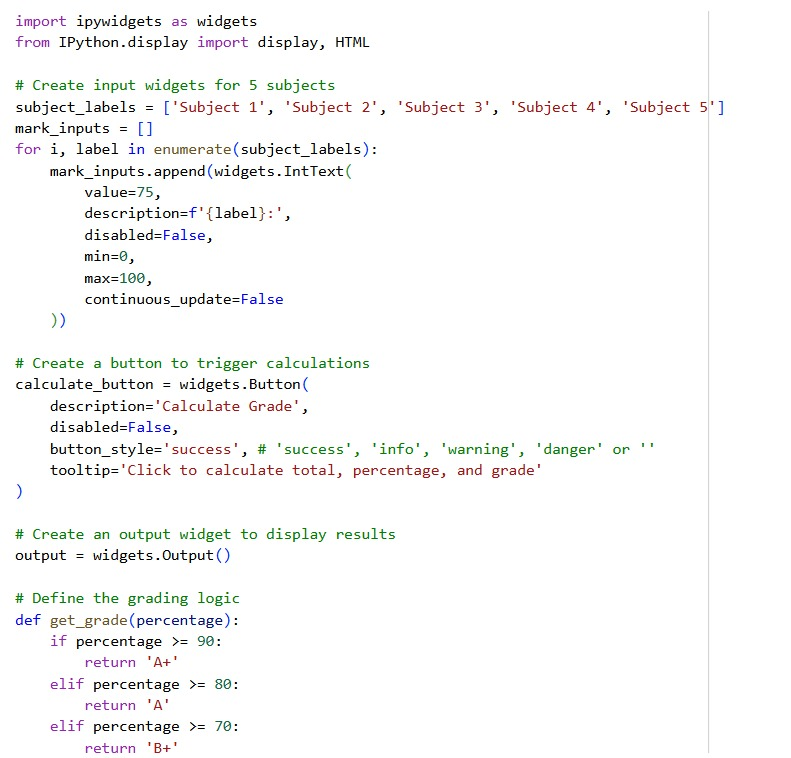 import ipywidgets as widgets
from IPython.display import display, HTML

# Create input widgets for 5 subjects
subject_labels = ['Subject 1', 'Subject 2', 'Subject 3', 'Subject 4', 'Subject 5']
mark_inputs = []
for i, label in enumerate(subject_labels):
    mark_inputs.append(widgets.IntText(
        value=75,
        description=f'{label}:',
        disabled=False,
        min=0,
        max=100,
        continuous_update=False
    ))

# Create a button to trigger calculations
calculate_button = widgets.Button(
    description='Calculate Grade',
    disabled=False,
    button_style='success', # 'success', 'info', 'warning', 'danger' or ''
    tooltip='Click to calculate total, percentage, and grade'
)

# Create an output widget to display results
output = widgets.Output()

# Define the grading logic
def get_grade(percentage):
    if percentage >= 90:
        return 'A+'
    elif percentage >= 80:
        return 'A'
    elif percentage >= 70:
        return 'B+'